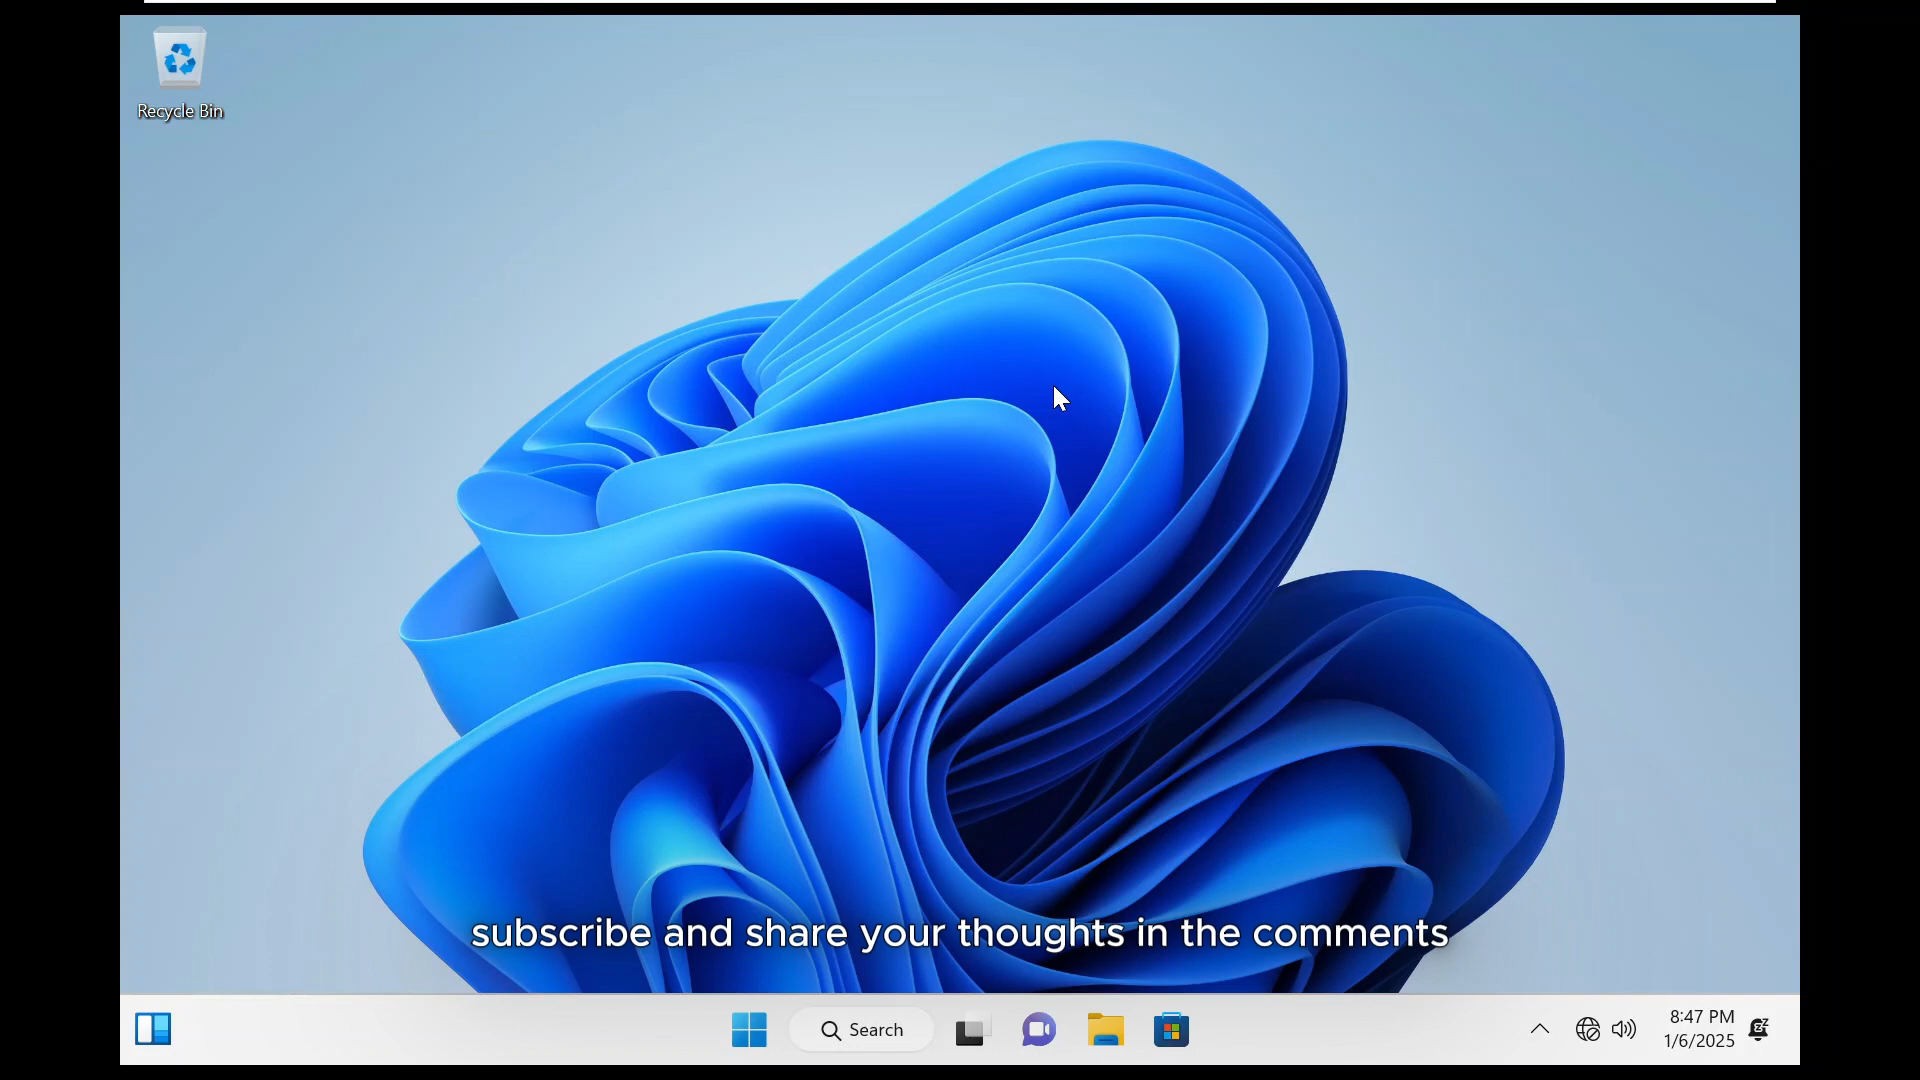 Recycle Bin
subscribe and share your thoughts in the comments
Search
8:47 PM
1/6/2025